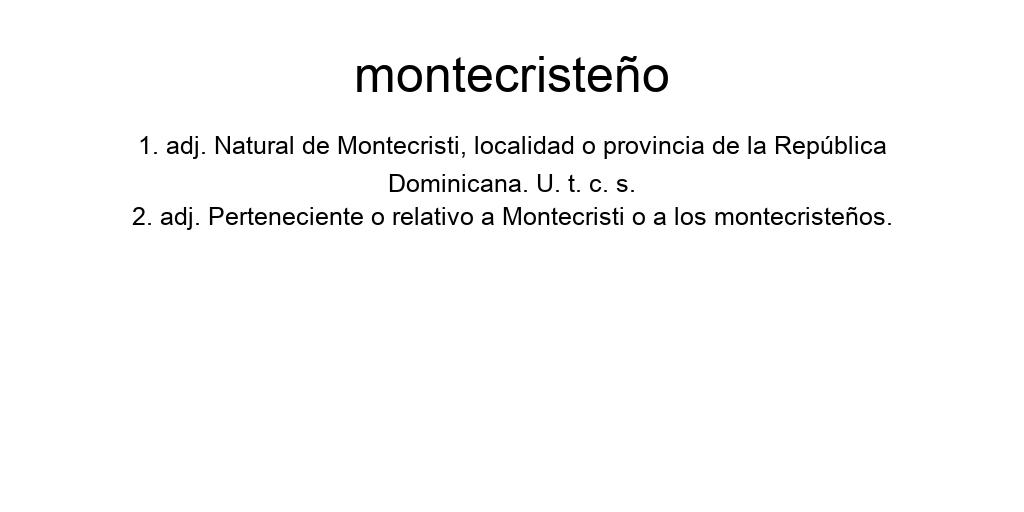 montecristeño
1. adj. Natural de Montecristi, localidad o provincia de la República
Dominicana. U. t. c. s.
2. adj. Perteneciente o relativo a Montecristi o a los montecristeños.